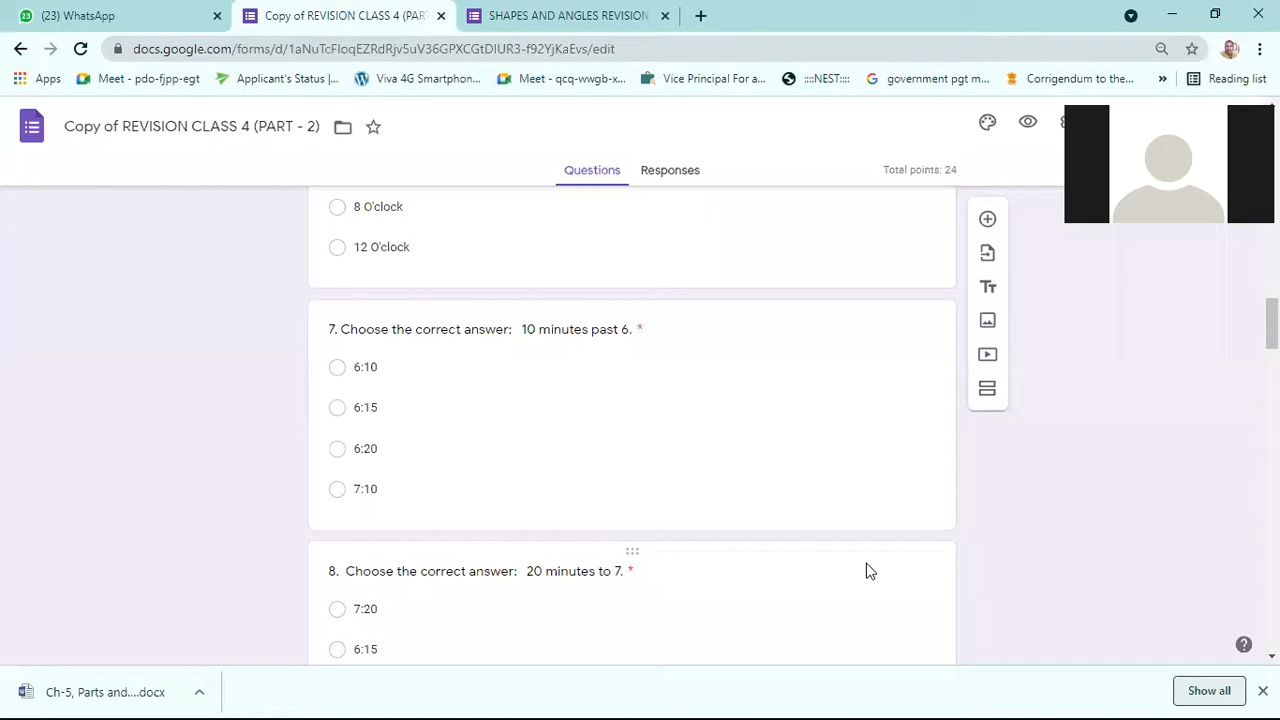 (23) WhatsApp
Copy of REVISION CLASS 4 (PART
SHAPES AND ANGLES REVISION
docs.google.com/forms/d/1aNuTcFIoqEZRdRjv5uV36GPXCGtDIUR3-f92YjKaEvs/edit
Apps
Meet - pdo-fjpp-egt
Applicant's Status |...
Viva 4G Smartphon...
Meet - qcq-wwgb-x...
Vice Principal For a...
::::NEST::::
government pgt m...
Corrigendum to the...
»
Reading list
Copy of REVISION CLASS 4 (PART - 2)
Questions
Responses
Total points: 24
8 O'clock
12 O'clock
7. Choose the correct answer: 10 minutes past 6. *
6:10
6:15
6:20
7:10
8. Choose the correct answer: 20 minutes to 7. *
7:20
6:15
Ch-5, Parts and....docx
Show all